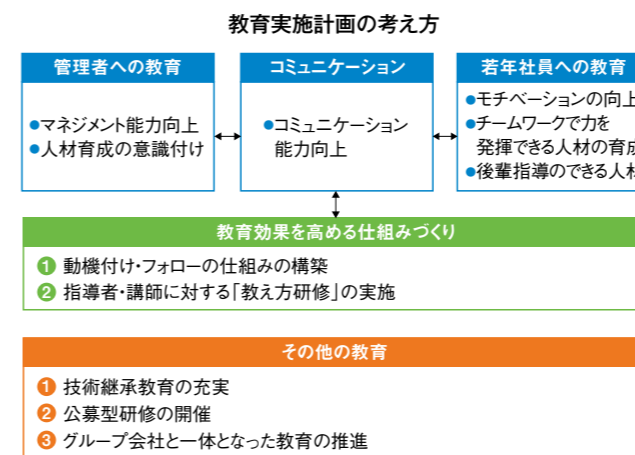 教育実施計画の考え方
管理者への教育
●マネジメント能力向上
●人材育成の意識付け
コミュニケーション
●コミュニケーション
能力向上
若年社員への教育
●モチベーションの向上
●チームワークで力を
発揮できる人材の育成
●後輩指導のできる人材
教育効果を高める仕組みづくり
❶ 動機付け・フォローの仕組みの構築
❷ 指導者・講師に対する「教え方研修」の実施
その他の教育
❶ 技術継承教育の充実
❷ 公募型研修の開催
❸ グループ会社と一体となった教育の推進